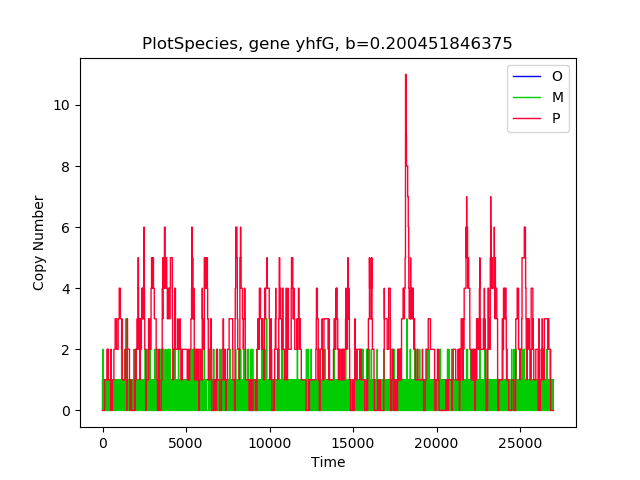 PlotSpecies, gene yhfG, b=0.200451846375
O
M
P
10
8
6
4
2
0
Copy Number
0 5000 10000 15000 20000 25000
Time